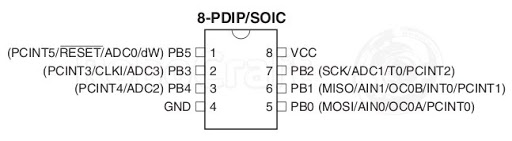 8-PDIP/SOIC
(PCINT5/RESET/ADC0/dW) PB5 1 8 VCC
(PCINT3/CLKI/ADC3) PB3 2 7 PB2 (SCK/ADC1/T0/PCINT2)
(PCINT4/ADC2) PB4 3 6 PB1 (MISO/AIN1/OC0B/INT0/PCINT1)
GND 4 5 PB0 (MOSI/AIN0/OC0A/PCINT0)